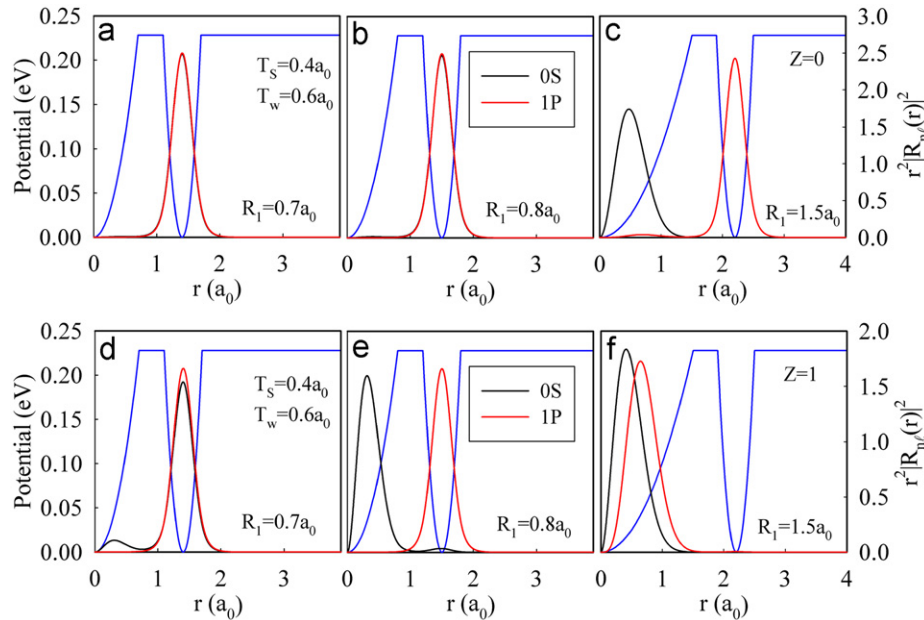 a
T_S=0.4a_0
T_w=0.6a_0
R_1=0.7a_0
b
0S
1P
R_1=0.8a_0
c
Z=0
R_1=1.5a_0
Potential (eV)
0.25
0.20
0.15
0.10
0.05
0.00
3.0
2.5
2.0
1.5
1.0
0.5
0.0
r^2|R_{nℓ}(r)|^2
0 1 2 3 0 1 2 3 0 1 2 3 4
r (a_0) r (a_0) r (a_0)
d
T_S=0.4a_0
T_w=0.6a_0
R_1=0.7a_0
e
0S
1P
R_1=0.8a_0
f
Z=1
R_1=1.5a_0
Potential (eV)
0.25
0.20
0.15
0.10
0.05
0.00
2.0
1.5
1.0
0.5
0.0
r^2|R_{nℓ}(r)|^2
0 1 2 3 0 1 2 3 0 1 2 3 4
r (a_0) r (a_0) r (a_0)